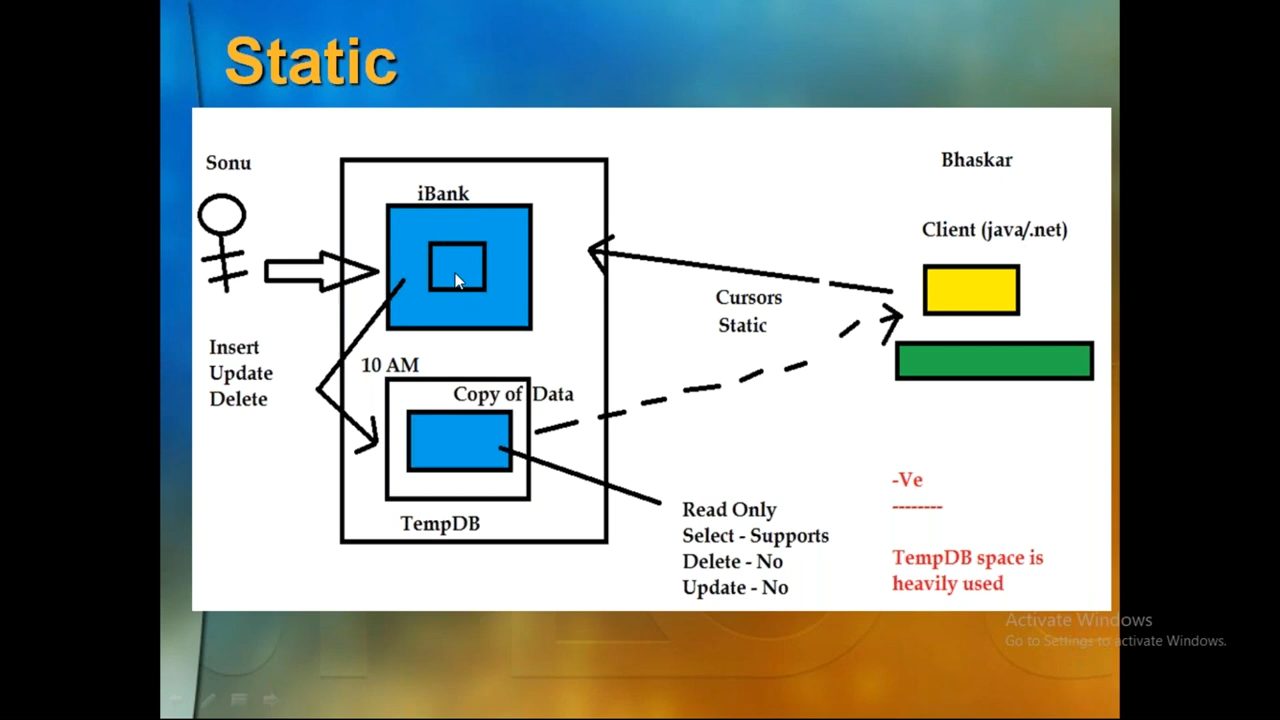 Static
Sonu
iBank
Bhaskar
Client (java/.net)
Cursors
Static
Insert
Update
Delete
10 AM
Copy of Data
TempDB
Read Only
Select - Supports
Delete - No
Update - No
-Ve
--------
TempDB space is
heavily used
Activate Windows
Go to Settings to activate Windows.